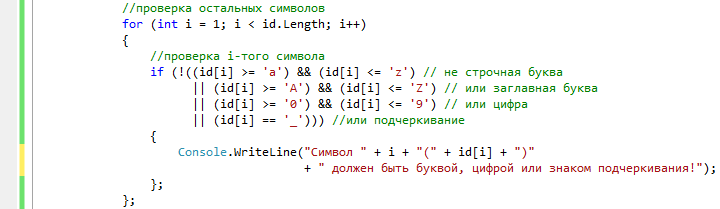 //проверка остальных символов
for (int i = 1; i < id.Length; i++)
{
//проверка i-того символа
if (!((id[i] >= 'a') && (id[i] <= 'z') // не строчная буква
|| (id[i] >= 'A') && (id[i] <= 'Z') // или заглавная буква
|| (id[i] >= '0') && (id[i] <= '9') // или цифра
|| (id[i] == '_'))) //или подчеркивание
{
Console.WriteLine("Символ " + i + "(" + id[i] + ")"
+ " должен быть буквой, цифрой или знаком подчеркивания!");
};
};